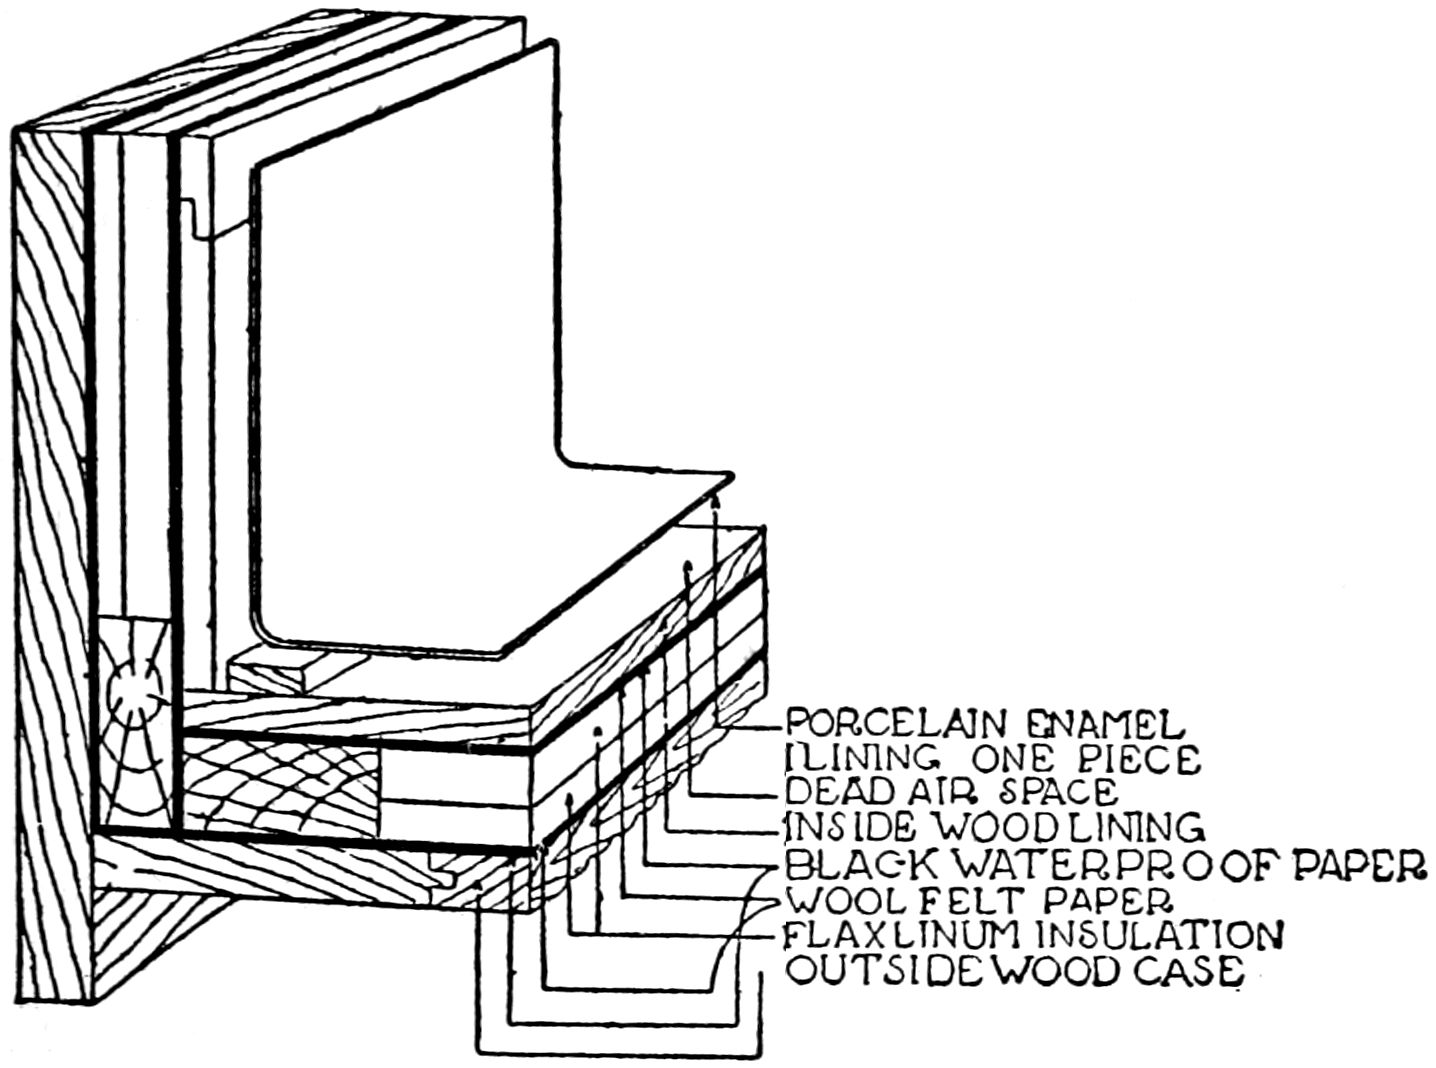 PORCELAIN ENAMEL
LINING ONE PIECE
DEAD AIR SPACE
INSIDE WOOD LINING
BLACK WATERPROOF PAPER
WOOL FELT PAPER
FLAXLINUM INSULATION
OUTSIDE WOOD CASE